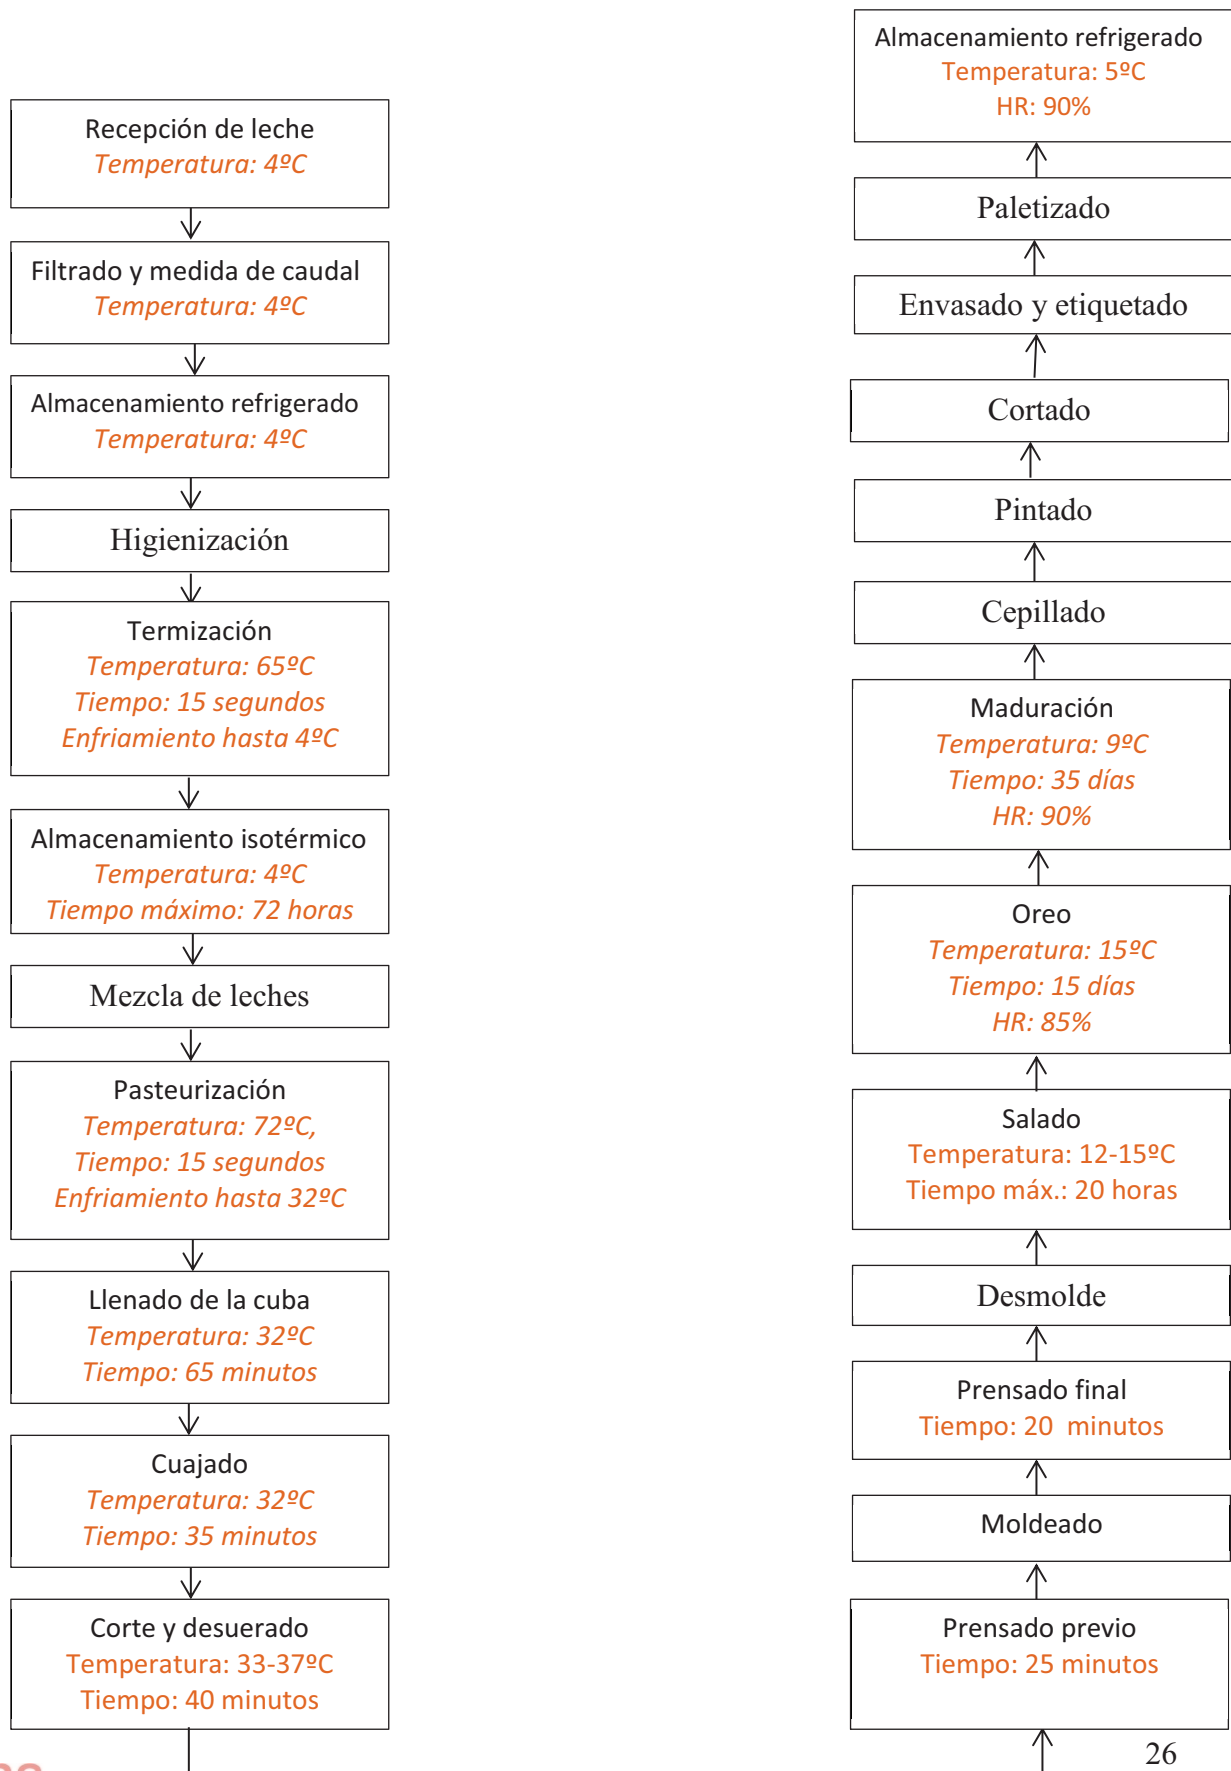 Recepción de leche
Temperatura: 4ºC
Filtrado y medida de caudal
Temperatura: 4ºC
Almacenamiento refrigerado
Temperatura: 4ºC
Higienización
Termización
Temperatura: 65ºC
Tiempo: 15 segundos
Enfriamiento hasta 4ºC
Almacenamiento isotérmico
Temperatura: 4ºC
Tiempo máximo: 72 horas
Mezcla de leches
Pasteurización
Temperatura: 72ºC,
Tiempo: 15 segundos
Enfriamiento hasta 32ºC
Llenado de la cuba
Temperatura: 32ºC
Tiempo: 65 minutos
Cuajado
Temperatura: 32ºC
Tiempo: 35 minutos
Corte y desuerado
Temperatura: 33-37ºC
Tiempo: 40 minutos
Almacenamiento refrigerado
Temperatura: 5ºC
HR: 90%
Paletizado
Envasado y etiquetado
Cortado
Pintado
Cepillado
Maduración
Temperatura: 9ºC
Tiempo: 35 días
HR: 90%
Oreo
Temperatura: 15ºC
Tiempo: 15 días
HR: 85%
Salado
Temperatura: 12-15ºC
Tiempo máx.: 20 horas
Desmolde
Prensado final
Tiempo: 20  minutos
Moldeado
Prensado previo
Tiempo: 25 minutos
26